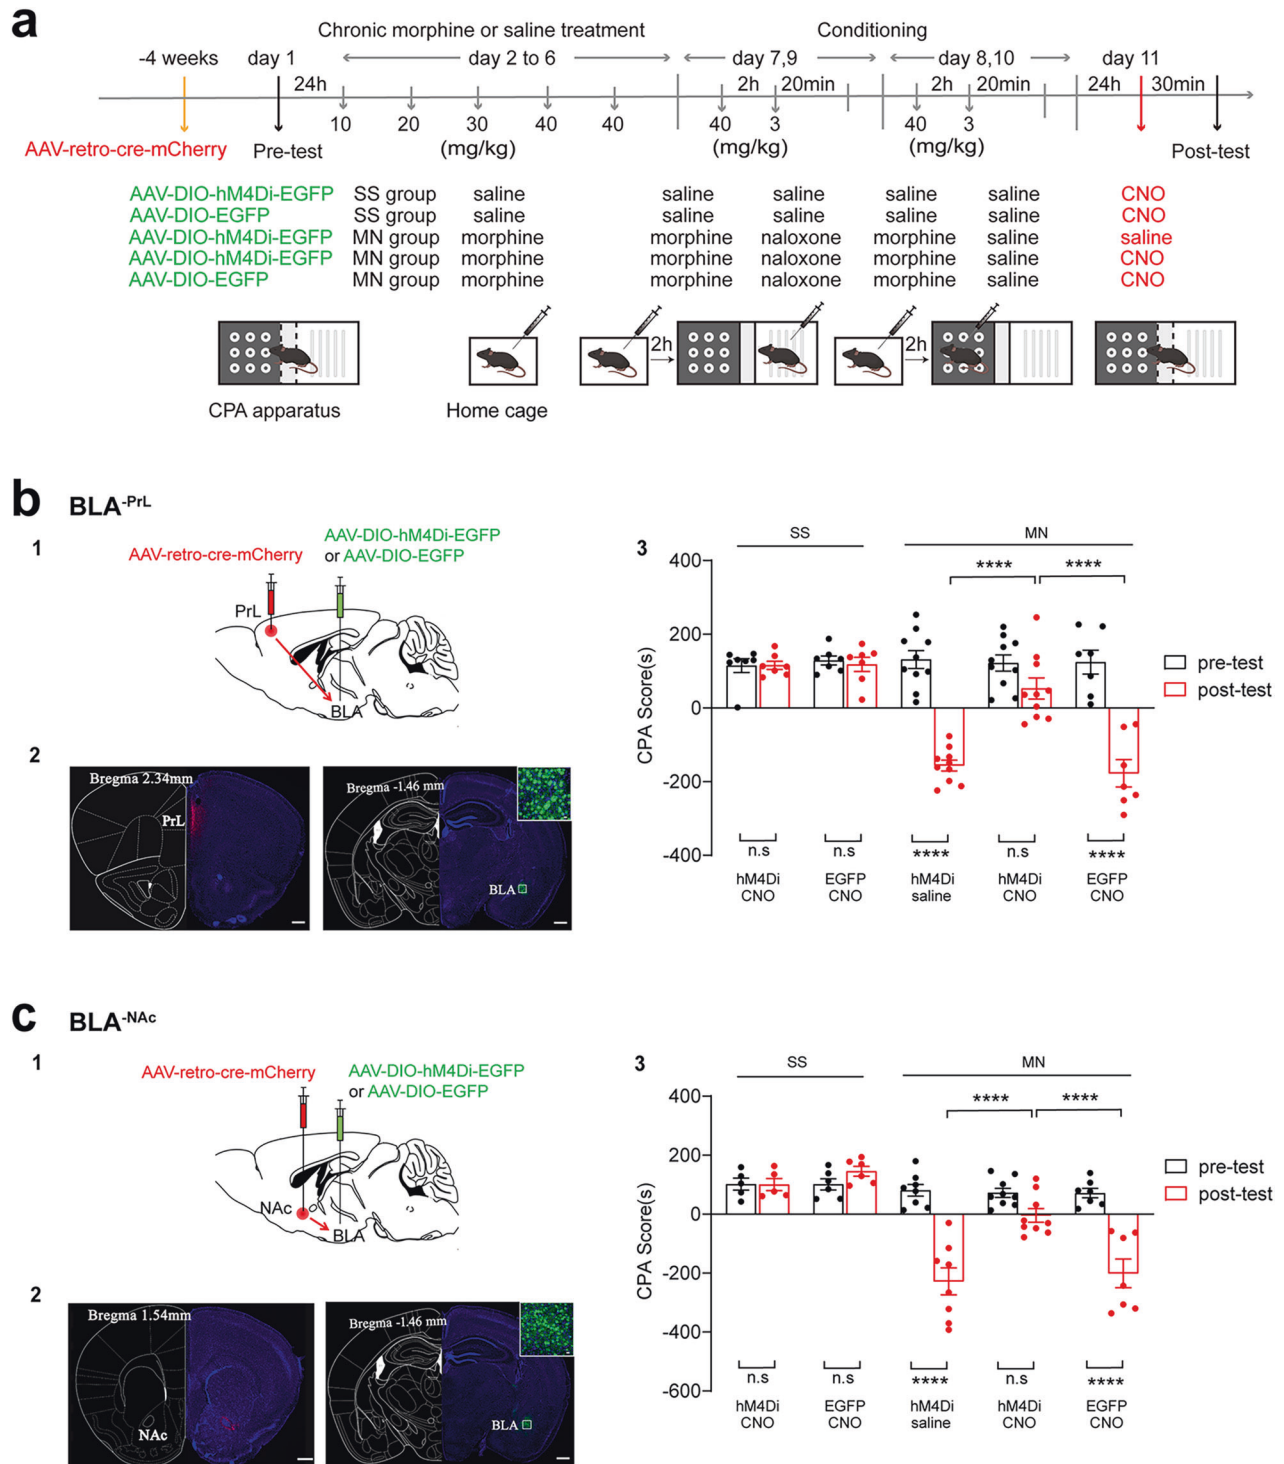 a
Chronic morphine or saline treatment Conditioning
-4 weeks day 1 day 2 to 6 day 7,9 day 8,10 day 11
24h 2h 20min 2h 20min 24h 30min
10 20 30 40 40 40 3 40 3
AAV-retro-cre-mCherry Pre-test (mg/kg) (mg/kg) (mg/kg) Post-test
AAV-DIO-hM4Di-EGFP SS group saline saline saline saline saline CNO
AAV-DIO-EGFP SS group saline saline saline saline saline CNO
AAV-DIO-hM4Di-EGFP MN group morphine morphine naloxone morphine saline saline
AAV-DIO-hM4Di-EGFP MN group morphine morphine naloxone morphine saline CNO
AAV-DIO-EGFP MN group morphine morphine naloxone morphine saline CNO
2h 2h
CPA apparatus Home cage
b BLA-PrL
1
AAV-retro-cre-mCherry
AAV-DIO-hM4Di-EGFP
or AAV-DIO-EGFP
PrL
BLA
2
Bregma 2.34mm
PrL
Bregma -1.46 mm
BLA
3
SS MN
**** ****
CPA Score(s)
400
200
0
-200
-400
n.s n.s **** n.s ****
hM4Di EGFP hM4Di hM4Di EGFP
CNO CNO saline CNO CNO
pre-test
post-test
c BLA-NAc
1
AAV-retro-cre-mCherry
AAV-DIO-hM4Di-EGFP
or AAV-DIO-EGFP
NAc
BLA
2
Bregma 1.54mm
NAc
Bregma -1.46 mm
BLA
3
SS MN
**** ****
CPA Score(s)
400
200
0
-200
-400
-600
n.s n.s **** n.s ****
hM4Di EGFP hM4Di hM4Di EGFP
CNO CNO saline CNO CNO
pre-test
post-test